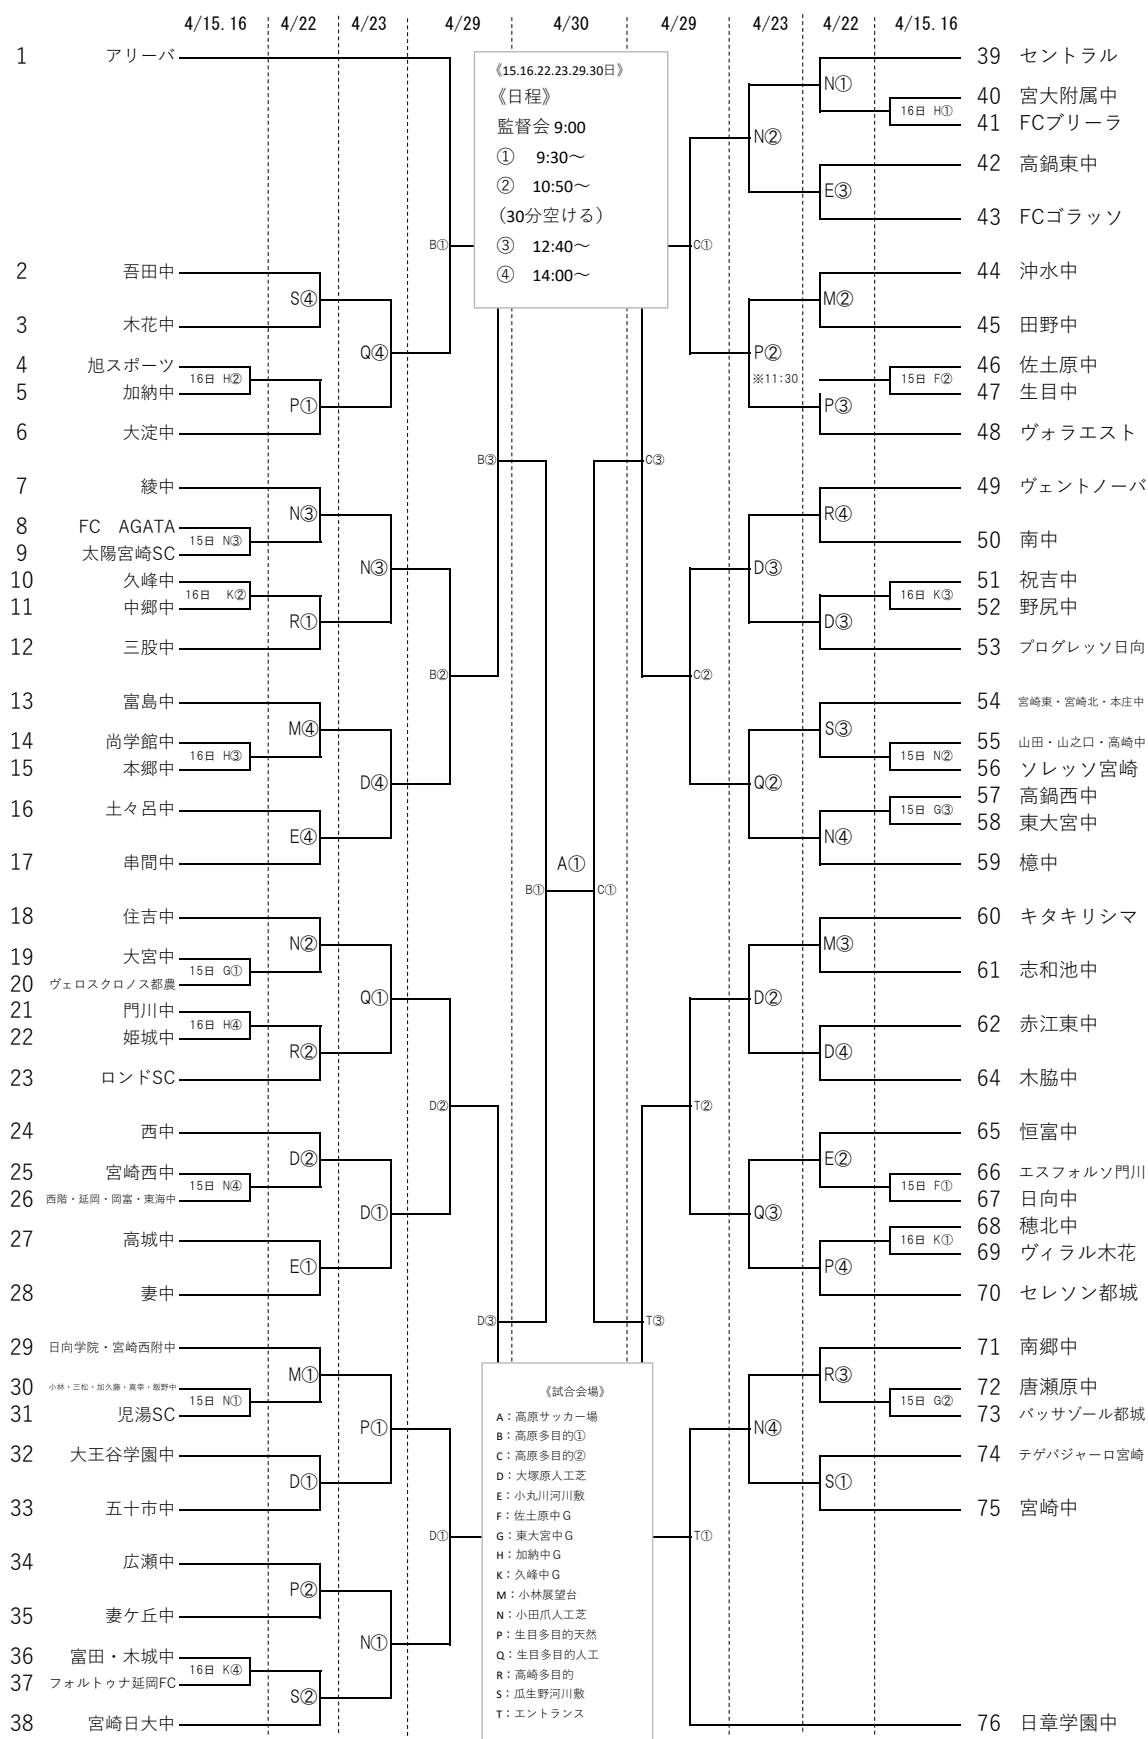 4/15.16 4/22 4/23 4/29 4/30 4/29 4/23 4/22 4/15.16
1 アリーバ
2 吾田中
3 木花中
4 旭スポーツ
5 加納中
6 大淀中
7 綾中
8 FC AGATA
9 太陽宮崎SC
10 久峰中
11 中郷中
12 三股中
13 富島中
14 尚学館中
15 本郷中
16 土々呂中
17 串間中
18 住吉中
19 大宮中
20 ヴェロスクロノス都農
21 門川中
22 姫城中
23 ロンドSC
24 西中
25 宮崎西中
26 西階・延岡・岡富・東海中
27 高城中
28 妻中
29 日向学院・宮崎西附中
30 小林・三松・加久藤・真幸・飯野中
31 児湯SC
32 大王谷学園中
33 五十市中
34 広瀬中
35 妻ケ丘中
36 富田・木城中
37 フォルトゥナ延岡FC
38 宮崎日大中
16日 H②
15日 N③
16日 K②
16日 H③
15日 G①
16日 H④
15日 N④
15日 N①
16日 K④
S④
P①
N③
R①
M④
E④
N②
R②
D②
E①
M①
D①
P②
S②
Q④
N③
D④
Q①
D①
P①
N①
B①
B②
D②
D①
B③
D③
《15.16.22.23.29.30日》
《日程》
監督会 9:00
① 9:30～
② 10:50～
（30分空ける）
③ 12:40～
④ 14:00～
B①
A①
C①
《試合会場》
A：高原サッカー場
B：高原多目的①
C：高原多目的②
D：大塚原人工芝
E：小丸川河川敷
F：佐土原中G
G：東大宮中G
H：加納中G
K：久峰中G
M：小林展望台
N：小田爪人工芝
P：生目多目的天然
Q：生目多目的人工
R：高崎多目的
S：瓜生野河川敷
T：エントランス
C③
T③
C①
C②
T②
T①
N②
P②
※11:30
D③
Q②
D②
Q③
N④
N①
E③
M②
P③
R④
D③
S③
N④
M③
D④
E②
P④
R③
S①
16日 H①
15日 F②
16日 K③
15日 N②
15日 G③
15日 F①
16日 K①
15日 G②
39 セントラル
40 宮大附属中
41 FCブリーラ
42 高鍋東中
43 FCゴラッソ
44 沖水中
45 田野中
46 佐土原中
47 生目中
48 ヴォラエスト
49 ヴェントノーバ
50 南中
51 祝吉中
52 野尻中
53 プログレッソ日向
54 宮崎東・宮崎北・本庄中
55 山田・山之口・高崎中
56 ソレッソ宮崎
57 高鍋西中
58 東大宮中
59 檍中
60 キタキリシマ
61 志和池中
62 赤江東中
64 木脇中
65 恒富中
66 エスフォルソ門川
67 日向中
68 穂北中
69 ヴィラル木花
70 セレソン都城
71 南郷中
72 唐瀬原中
73 バッサゾール都城
74 テゲバジャーロ宮崎
75 宮崎中
76 日章学園中